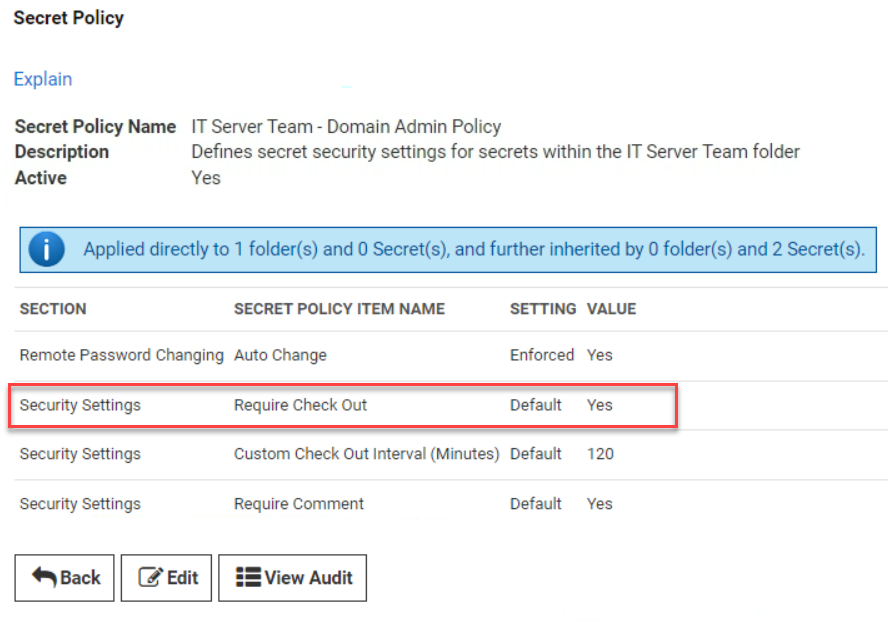 Secret Policy
Explain
Secret Policy Name IT Server Team - Domain Admin Policy
Description Defines secret security settings for secrets within the IT Server Team folder
Active Yes
i Applied directly to 1 folder(s) and 0 Secret(s), and further inherited by 0 folder(s) and 2 Secret(s).
SECTION SECRET POLICY ITEM NAME SETTING VALUE
Remote Password Changing Auto Change Enforced Yes
Security Settings Require Check Out Default Yes
Security Settings Custom Check Out Interval (Minutes) Default 120
Security Settings Require Comment Default Yes
Back Edit View Audit